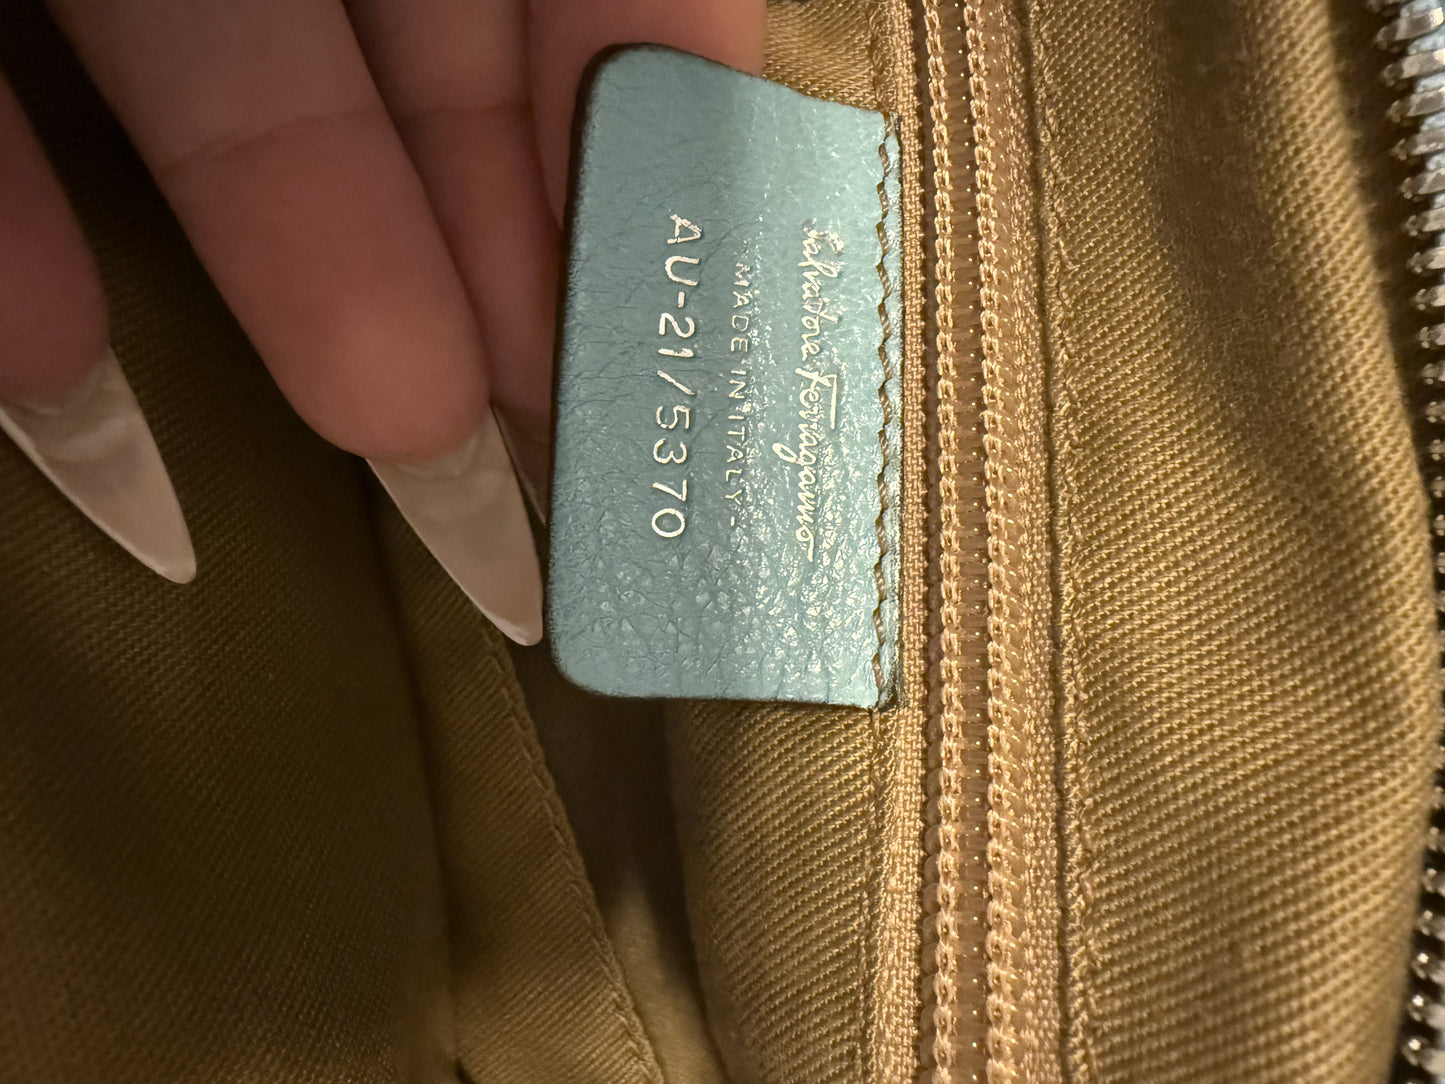 Salvatore Ferragamo
MADE IN ITALY -
AU-21/5370